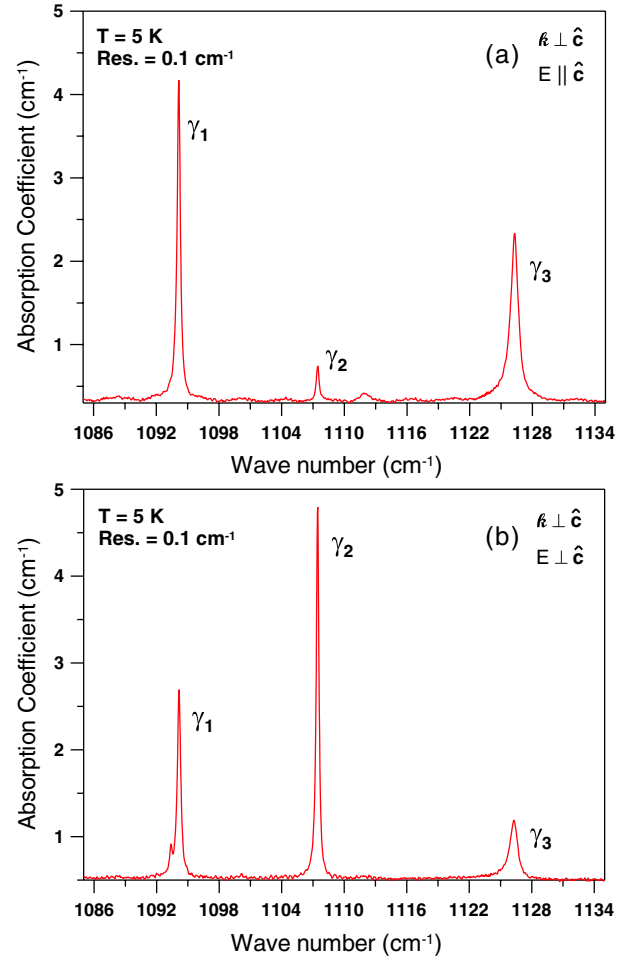 5
4
3
2
1
Absorption Coefficient (cm⁻¹)
T = 5 K
Res. = 0.1 cm⁻¹
(a)
𝓀 ⊥ ĉ
E || ĉ
γ₁
γ₂
γ₃
1086 1092 1098 1104 1110 1116 1122 1128 1134
Wave number (cm⁻¹)
5
4
3
2
1
Absorption Coefficient (cm⁻¹)
T = 5 K
Res. = 0.1 cm⁻¹
(b)
𝓀 ⊥ ĉ
E ⊥ ĉ
γ₂
γ₁
γ₃
1086 1092 1098 1104 1110 1116 1122 1128 1134
Wave number (cm⁻¹)